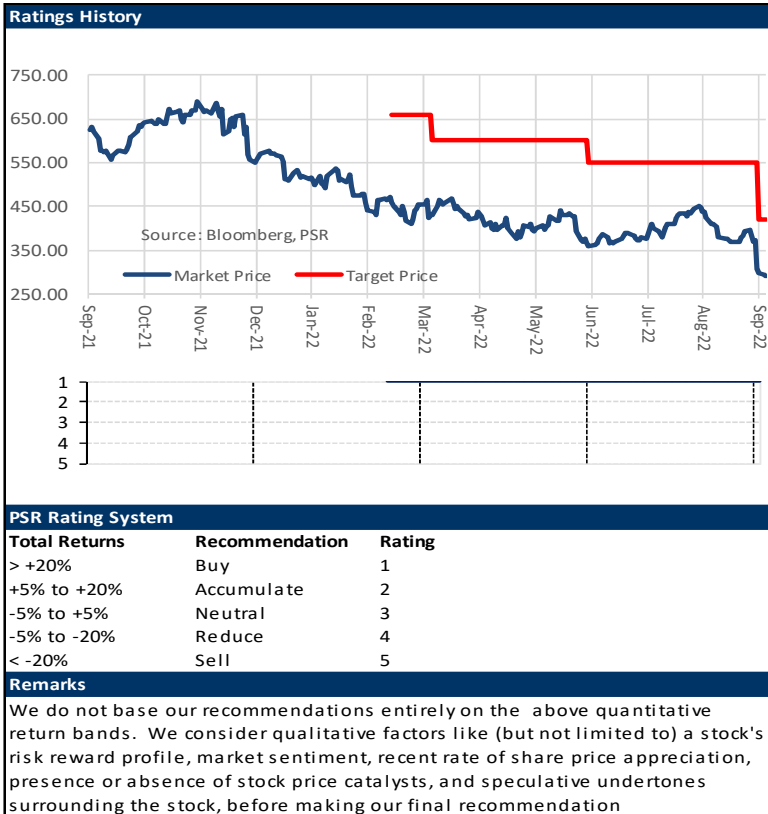 Ratings History
750.00
650.00
550.00
450.00
350.00
250.00
Source: Bloomberg, PSR
Market Price Target Price
Sep-21 Oct-21 Nov-21 Dec-21 Jan-22 Feb-22 Mar-22 Apr-22 May-22 Jun-22 Jul-22 Aug-22 Sep-22
1
2
3
4
5
PSR Rating System
Total Returns Recommendation Rating
> +20% Buy 1
+5% to +20% Accumulate 2
-5% to +5% Neutral 3
-5% to -20% Reduce 4
< -20% Sell 5
Remarks
We do not base our recommendations entirely on the above quantitative
return bands. We consider qualitative factors like (but not limited to) a stock's
risk reward profile, market sentiment, recent rate of share price appreciation,
presence or absence of stock price catalysts, and speculative undertones
surrounding the stock, before making our final recommendation